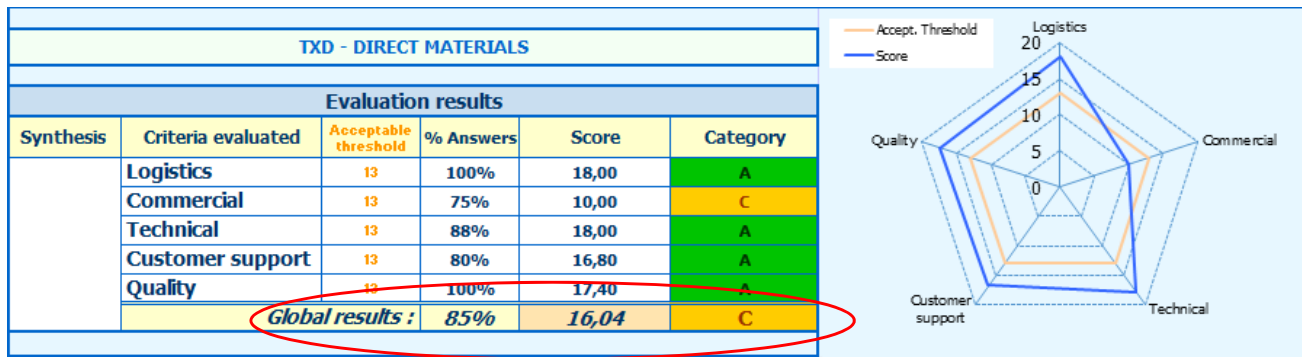 TXD - DIRECT MATERIALS
Evaluation results
Synthesis Criteria evaluated Acceptable threshold % Answers Score Category
Logistics 13 100% 18,00 A
Commercial 13 75% 10,00 C
Technical 13 88% 18,00 A
Customer support 13 80% 16,80 A
Quality 13 100% 17,40 A
Global results : 85% 16,04 C
Accept. Threshold
Score
Logistics
20
15
10
5
0
Quality
Commercial
Customer
support
Technical